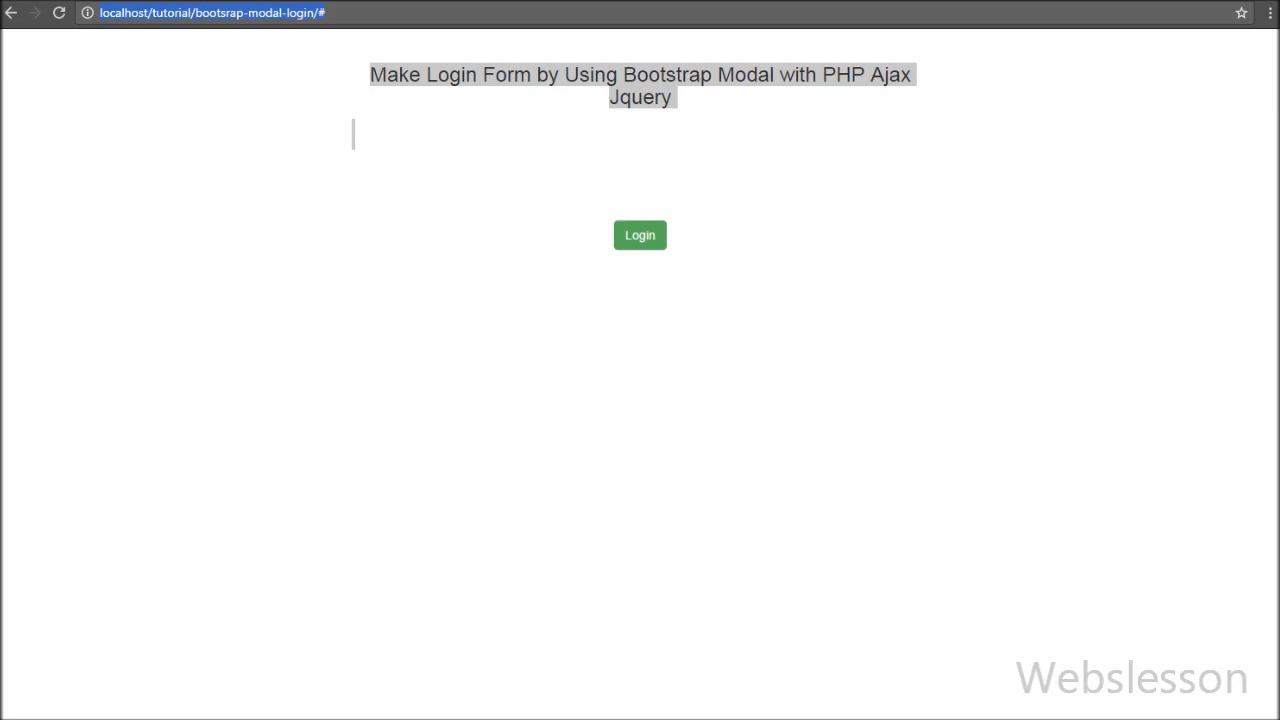 localhost/tutorial/bootsrap-modal-login/#
Make Login Form by Using Bootstrap Modal with PHP Ajax
Jquery
Login
Webslesson